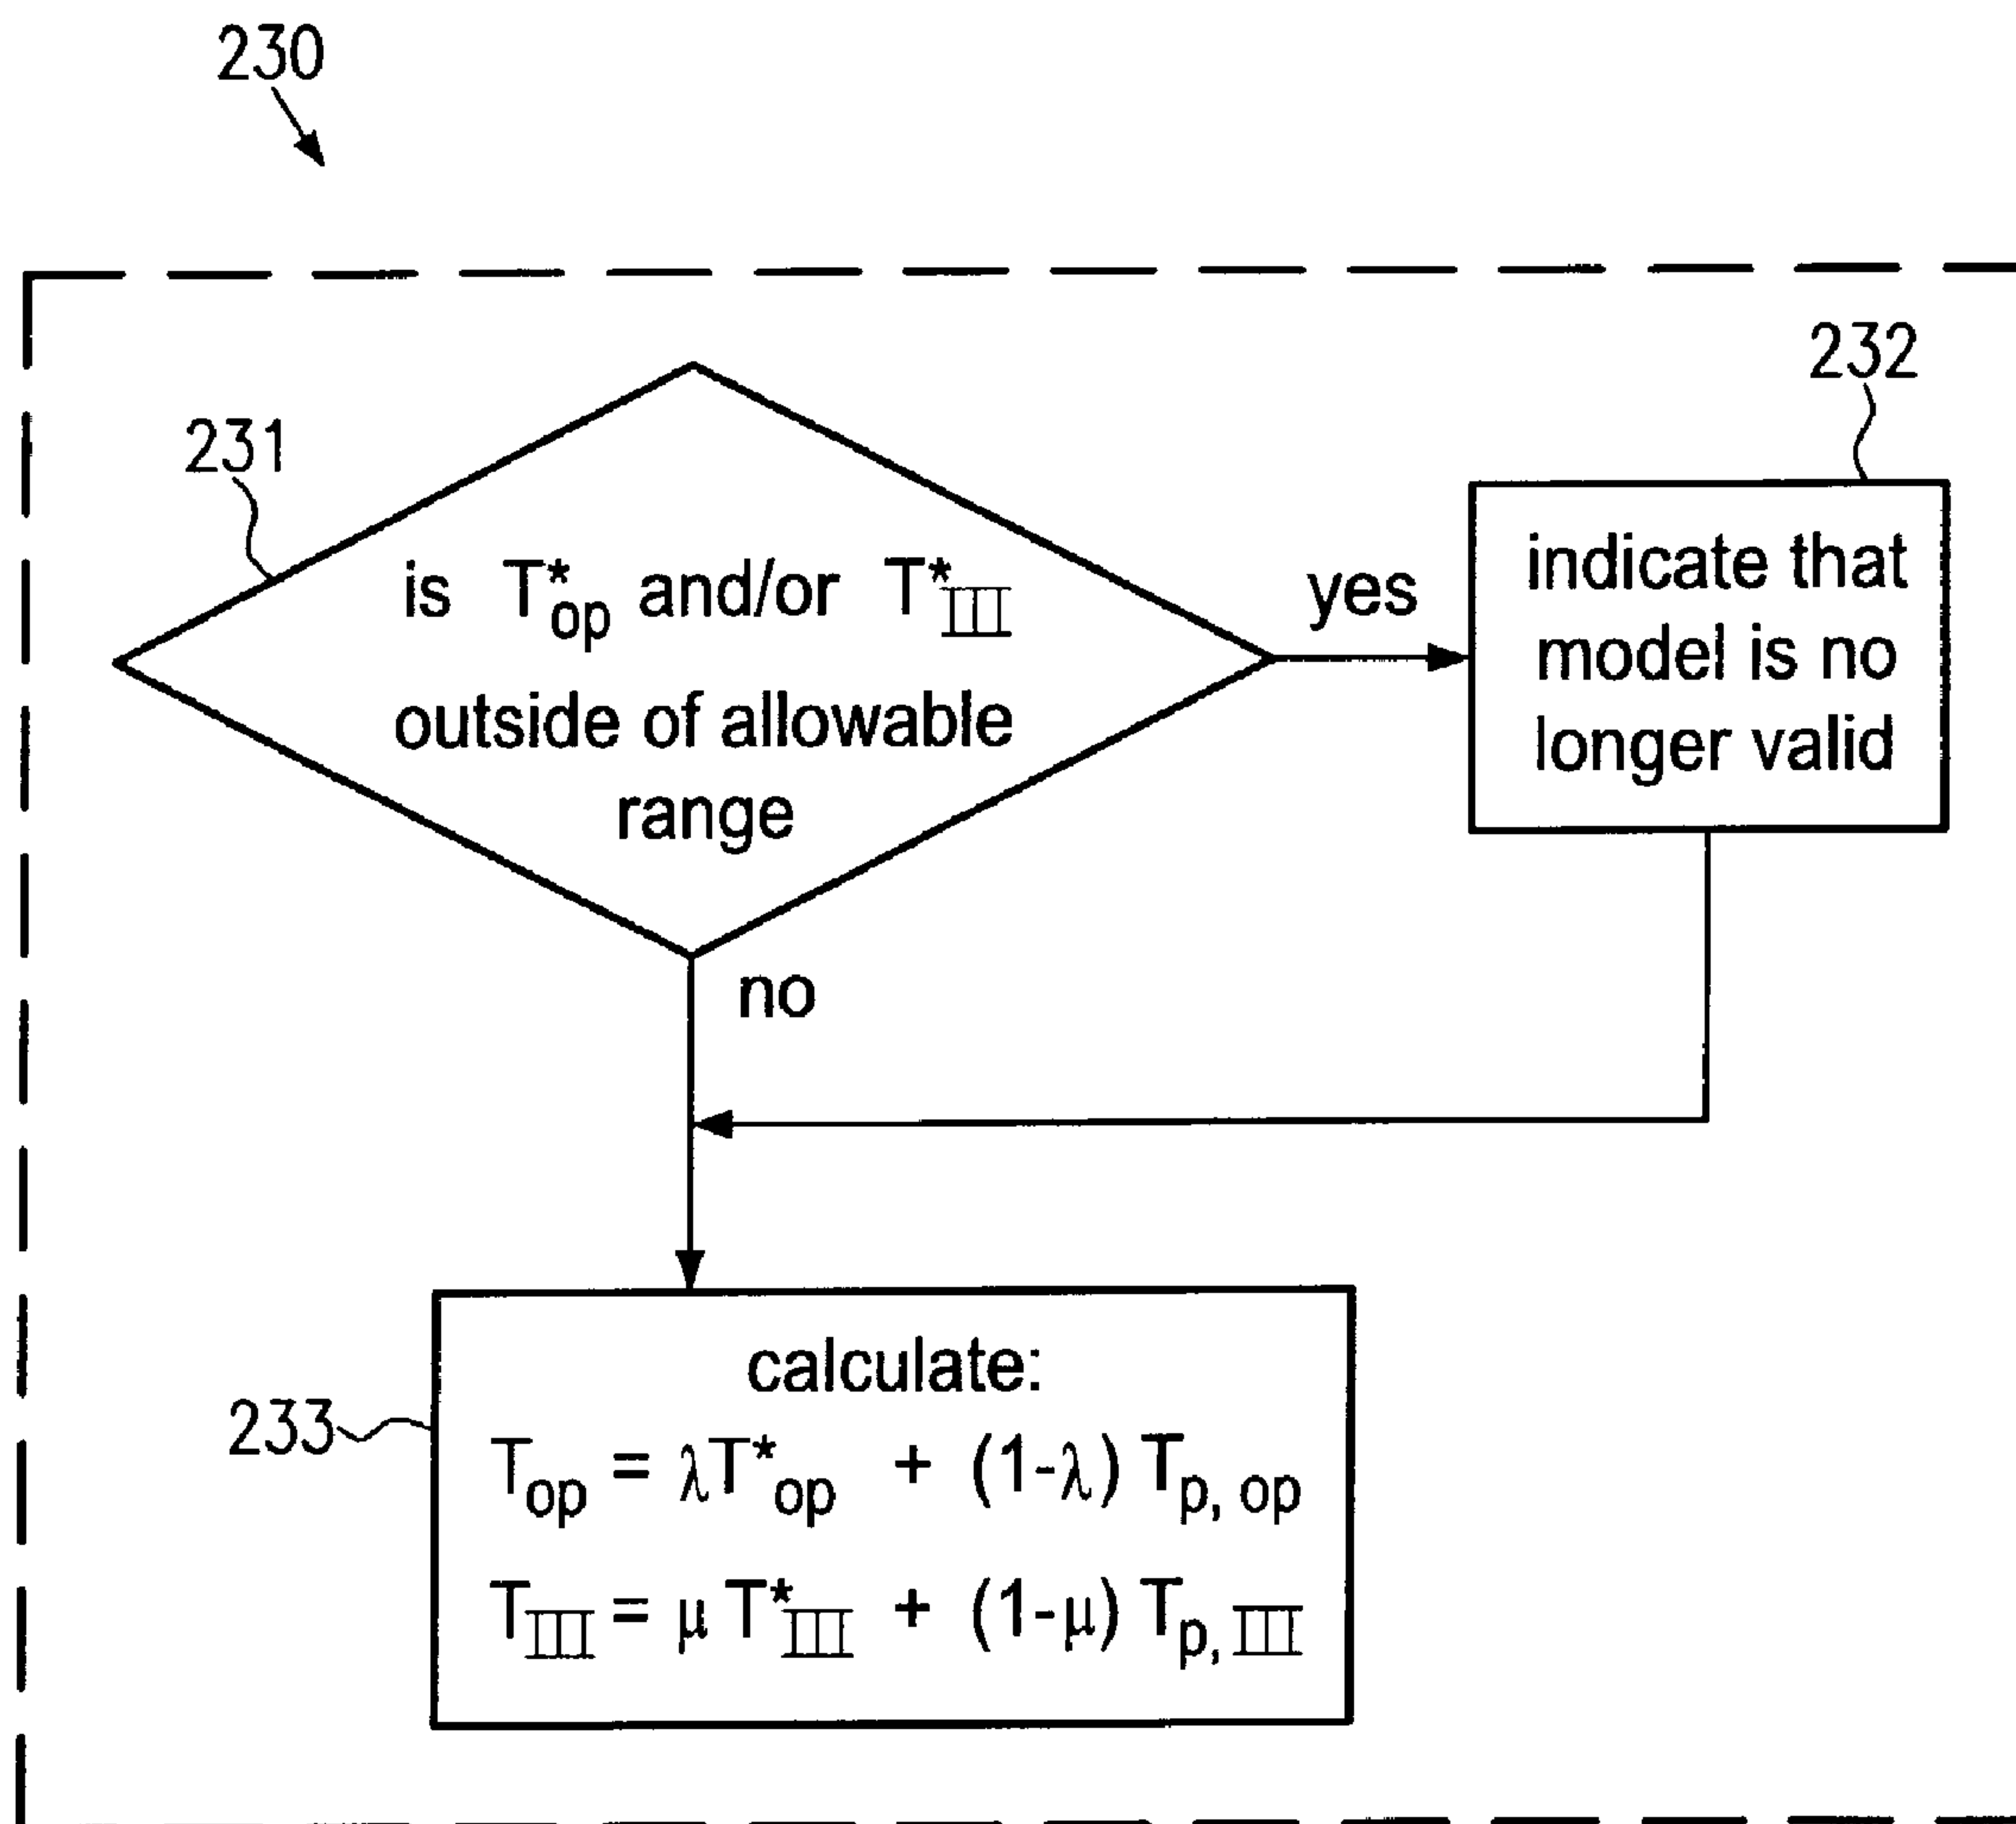 230
232
231
is T*op and/or T*III
outside of allowable
range
yes
indicate that
model is no
longer valid
no
calculate:
233
Top = λT*op + (1-λ) Tp, op
TIII = μ T*III + (1-μ) Tp, III